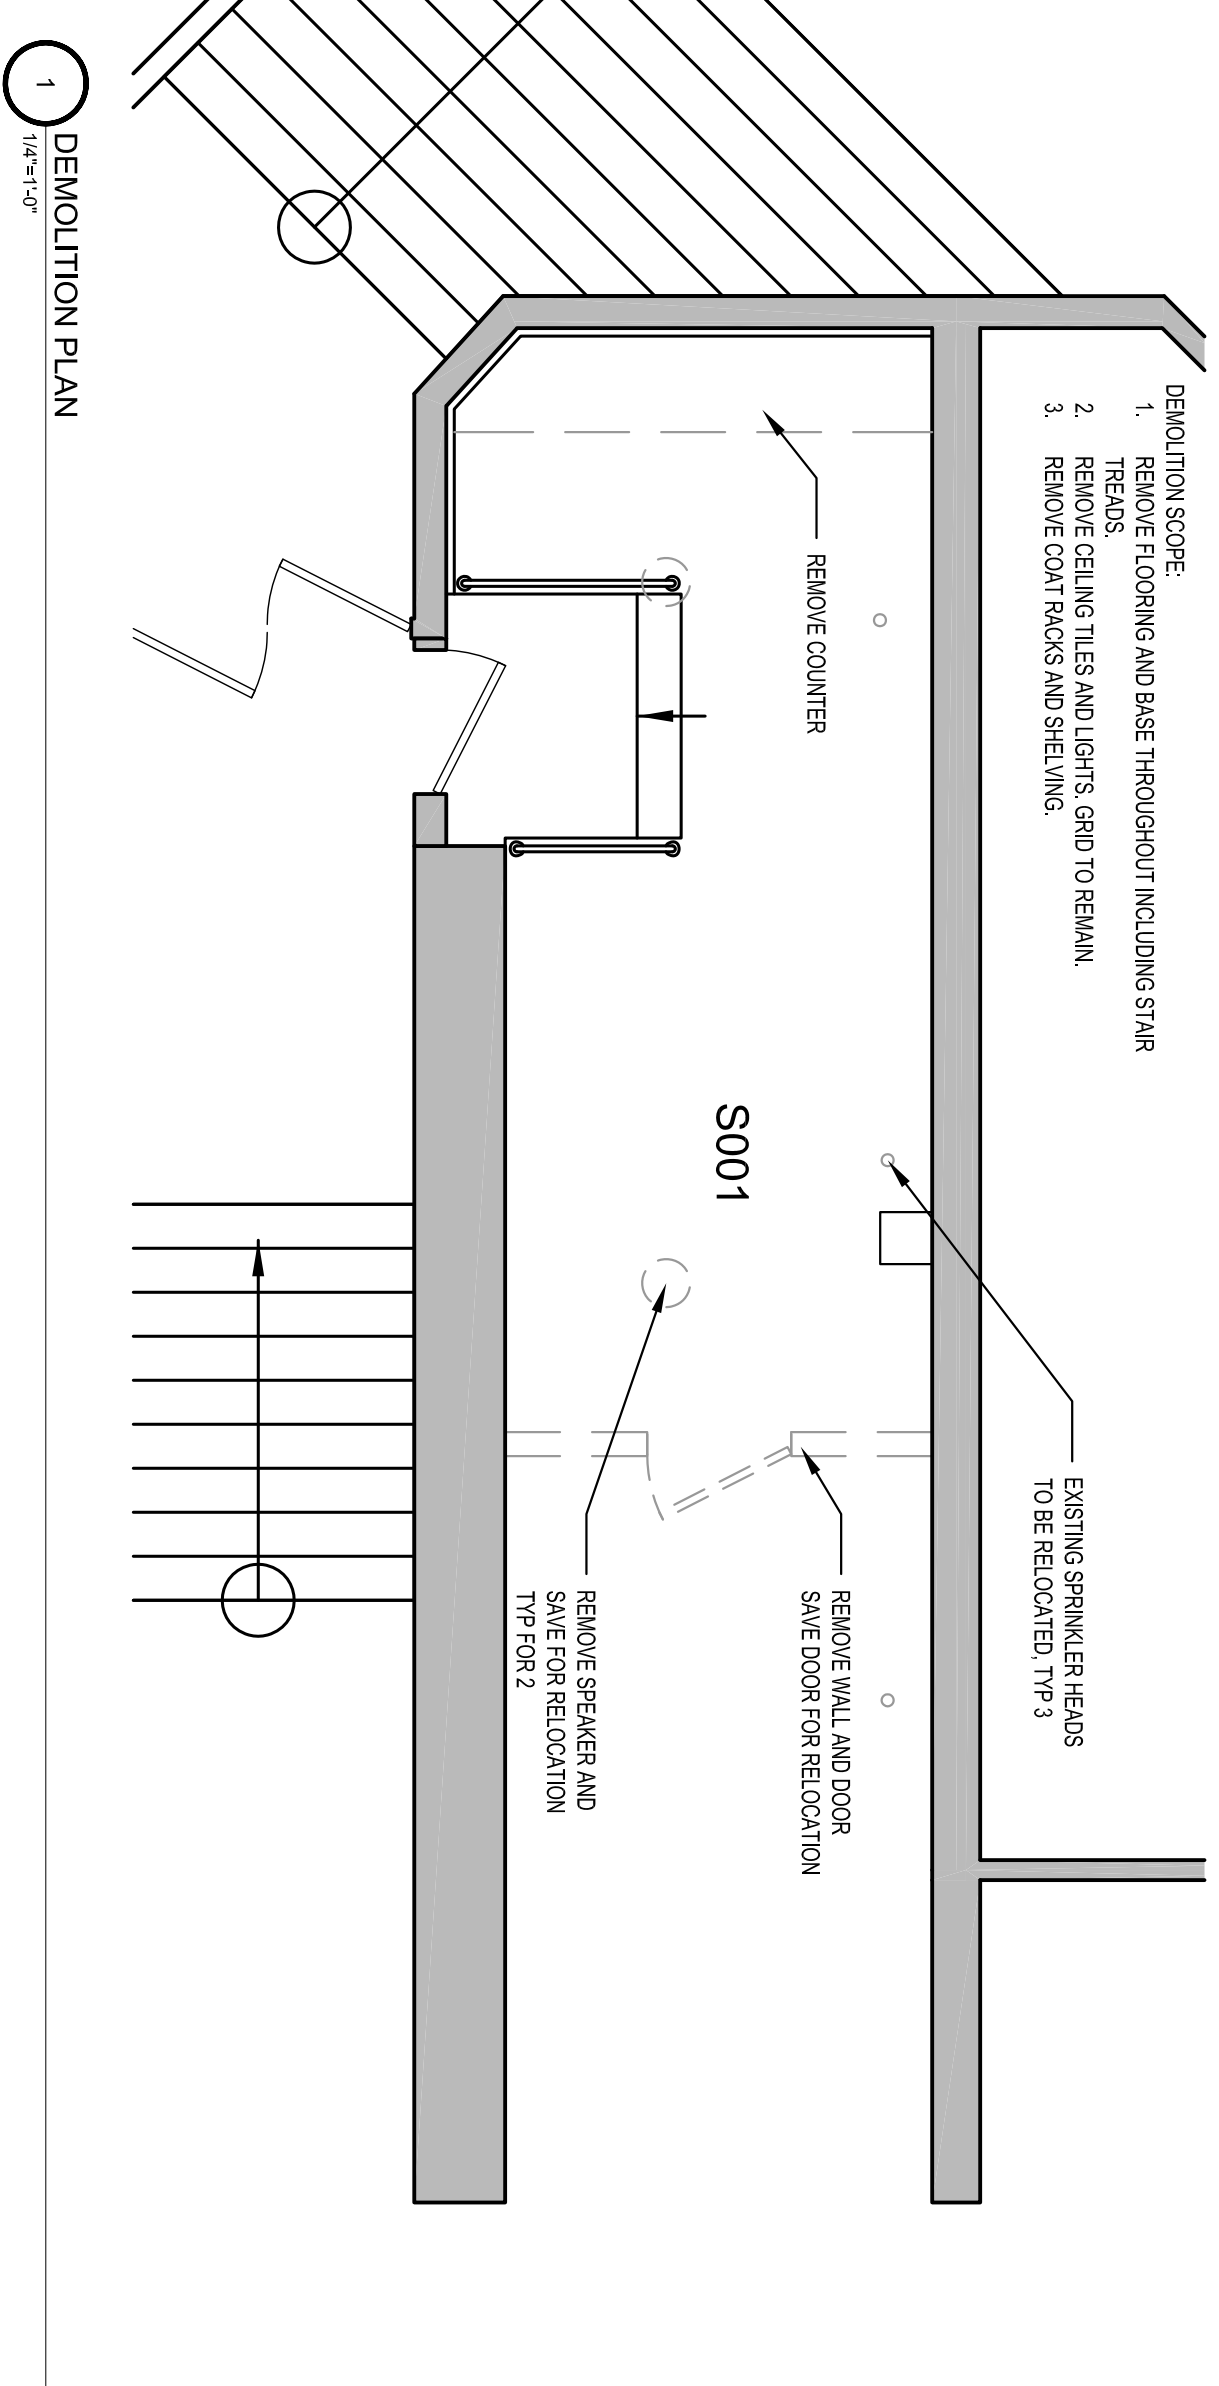 DEMOLITION SCOPE:
1. REMOVE FLOORING AND BASE THROUGHOUT INCLUDING STAIR
TREADS.
2. REMOVE CEILING TILES AND LIGHTS. GRID TO REMAIN.
3. REMOVE COAT RACKS AND SHELVING.
EXISTING SPRINKLER HEADS
TO BE RELOCATED, TYP 3
REMOVE COUNTER
REMOVE WALL AND DOOR
SAVE DOOR FOR RELOCATION
S001
REMOVE SPEAKER AND
SAVE FOR RELOCATION
TYP FOR 2
1
DEMOLITION PLAN
1/4"=1'-0"